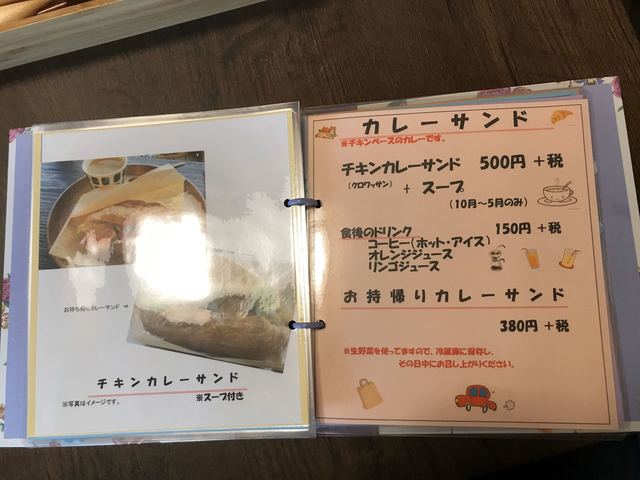 お持ち帰りカレーサンド ⇒
チキンカレーサンド
※スープ付き
※写真はイメージです。
カレーサンド
※チキンベースのカレーです。
チキンカレーサンド 500円 +税
(クロワッサン) + スープ
(10月~5月のみ)
食後のドリンク 150円 +税
コーヒー(ホット・アイス)
オレンジジュース
リンゴジュース
お持帰りカレーサンド
380円 +税
※生野菜を使ってますので、冷蔵庫に保存し、
その日中にお召し上がりください。